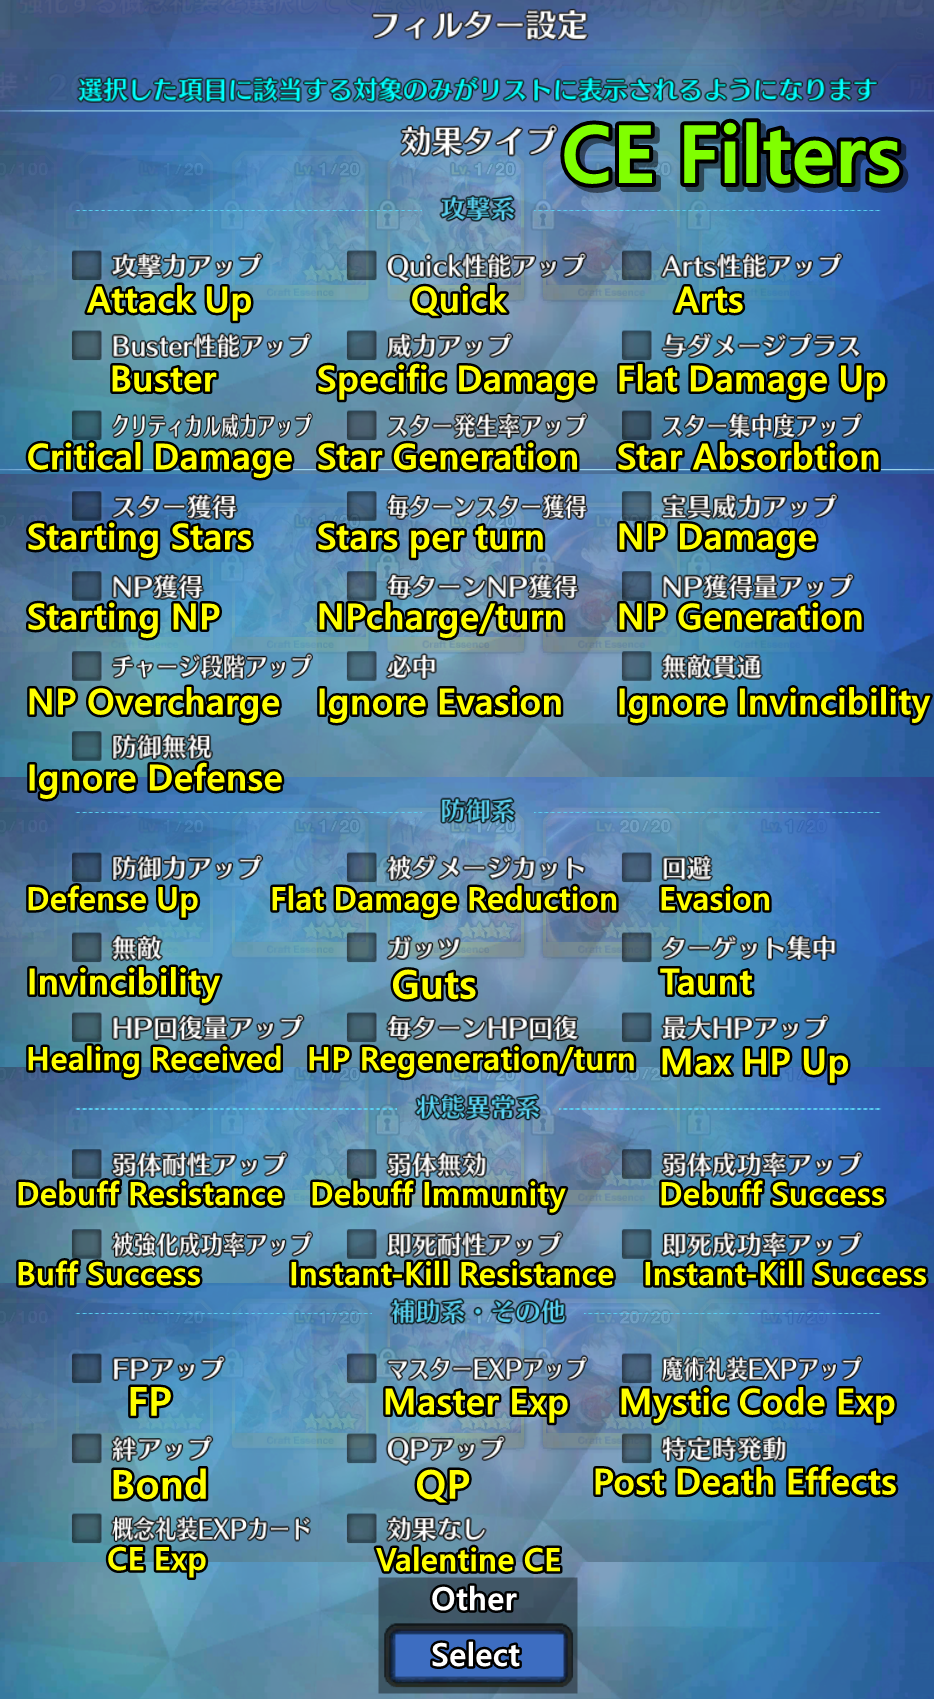 フィルター設定
選択した項目に該当する対象のみがリストに表示されるようになります
効果タイプ CE Filters
攻撃系
攻撃力アップ Quick性能アップ Arts性能アップ
Attack Up Quick Arts
Buster性能アップ 威力アップ 与ダメージプラス
Buster Specific Damage Flat Damage Up
クリティカル威力アップ スター発生率アップ スター集中度アップ
Critical Damage Star Generation Star Absorbtion
スター獲得 毎ターンスター獲得 宝具威力アップ
Starting Stars Stars per turn NP Damage
NP獲得 毎ターンNP獲得 NP獲得量アップ
Starting NP NPcharge/turn NP Generation
チャージ段階アップ 必中 無敵貫通
NP Overcharge Ignore Evasion Ignore Invincibility
防御無視
Ignore Defense
防御系
防御力アップ 被ダメージカット 回避
Defense Up Flat Damage Reduction Evasion
無敵 ガッツ ターゲット集中
Invincibility Guts Taunt
HP回復量アップ 毎ターンHP回復 最大HPアップ
Healing Received HP Regeneration/turn Max HP Up
状態異常系
弱体耐性アップ 弱体無効 弱体成功率アップ
Debuff Resistance Debuff Immunity Debuff Success
被強化成功率アップ 即死耐性アップ 即死成功率アップ
Buff Success Instant-Kill Resistance Instant-Kill Success
補助系・その他
FPアップ マスターEXPアップ 魔術礼装EXPアップ
FP Master Exp Mystic Code Exp
絆アップ QPアップ 特定時発動
Bond QP Post Death Effects
概念礼装EXPカード 効果なし
CE Exp Valentine CE
Other
Select